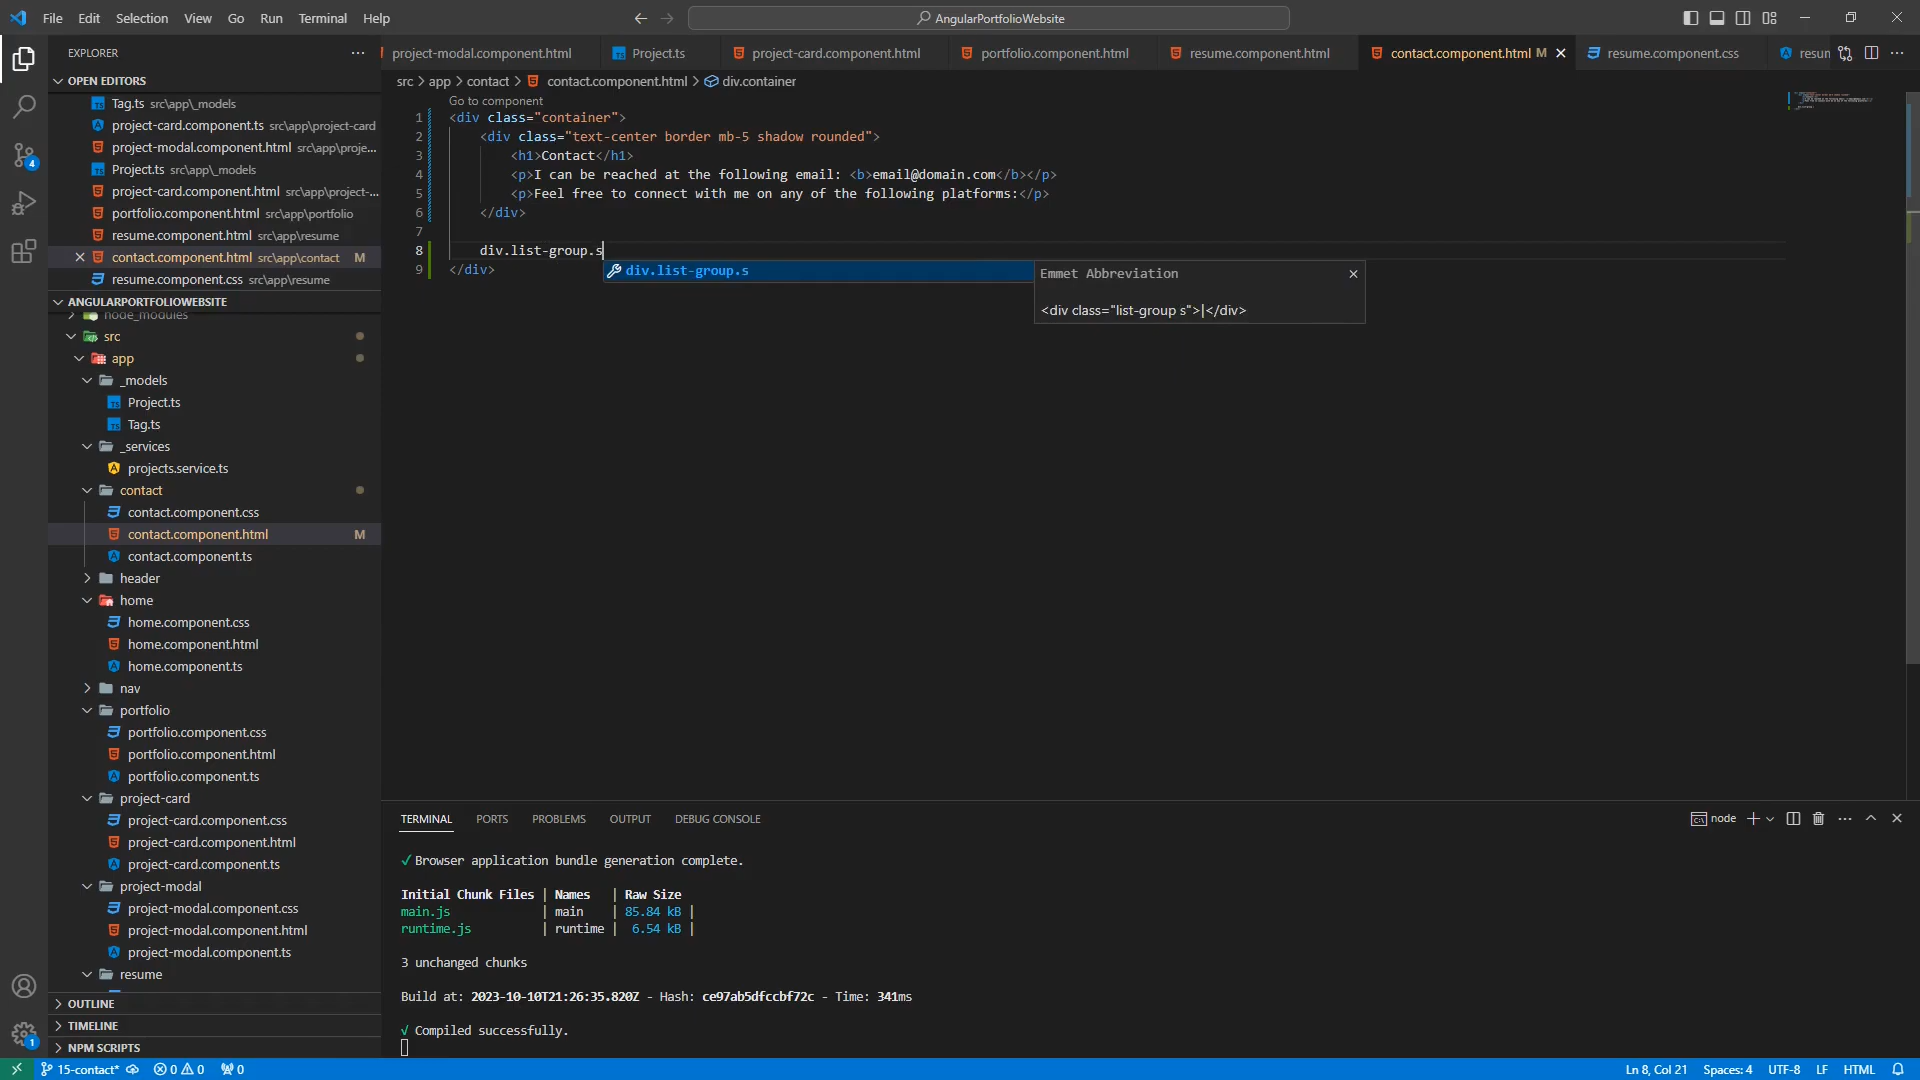 File Edit Selection View Go Run Terminal Help
AngularPortfolioWebsite
EXPLORER
OPEN EDITORS
Tag.ts src\app\_models
project-card.component.ts src\app\project-card
project-modal.component.html src\app\proje...
Project.ts src\app\_models
project-card.component.html src\app\project-...
portfolio.component.html src\app\portfolio
resume.component.html src\app\resume
contact.component.html src\app\contact M
resume.component.css src\app\resume
ANGULARPORTFOLIOWEBSITE
node_modules
src
app
_models
Project.ts
Tag.ts
_services
projects.service.ts
contact
contact.component.css
contact.component.html M
contact.component.ts
header
home
home.component.css
home.component.html
home.component.ts
nav
portfolio
portfolio.component.css
portfolio.component.html
portfolio.component.ts
project-card
project-card.component.css
project-card.component.html
project-card.component.ts
project-modal
project-modal.component.css
project-modal.component.html
project-modal.component.ts
resume
OUTLINE
TIMELINE
NPM SCRIPTS
project-modal.component.html Project.ts project-card.component.html portfolio.component.html resume.component.html contact.component.html M resume.component.css resum
src > app > contact > contact.component.html > div.container
Go to component
1 <div class="container">
2 <div class="text-center border mb-5 shadow rounded">
3 <h1>Contact</h1>
4 <p>I can be reached at the following email: <b>email@domain.com</b></p>
5 <p>Feel free to connect with me on any of the following platforms:</p>
6 </div>
7
8 div.list-group.s
9 </div>
div.list-group.s
Emmet Abbreviation
<div class="list-group s">|</div>
TERMINAL PORTS PROBLEMS OUTPUT DEBUG CONSOLE
node
√ Browser application bundle generation complete.
Initial Chunk Files | Names | Raw Size
main.js | main | 85.84 kB |
runtime.js | runtime | 6.54 kB |
3 unchanged chunks
Build at: 2023-10-10T21:26:35.820Z - Hash: ce97ab5dfccbf72c - Time: 341ms
√ Compiled successfully.
4
1
15-contact* 0 0 0
Ln 8, Col 21 Spaces: 4 UTF-8 LF HTML